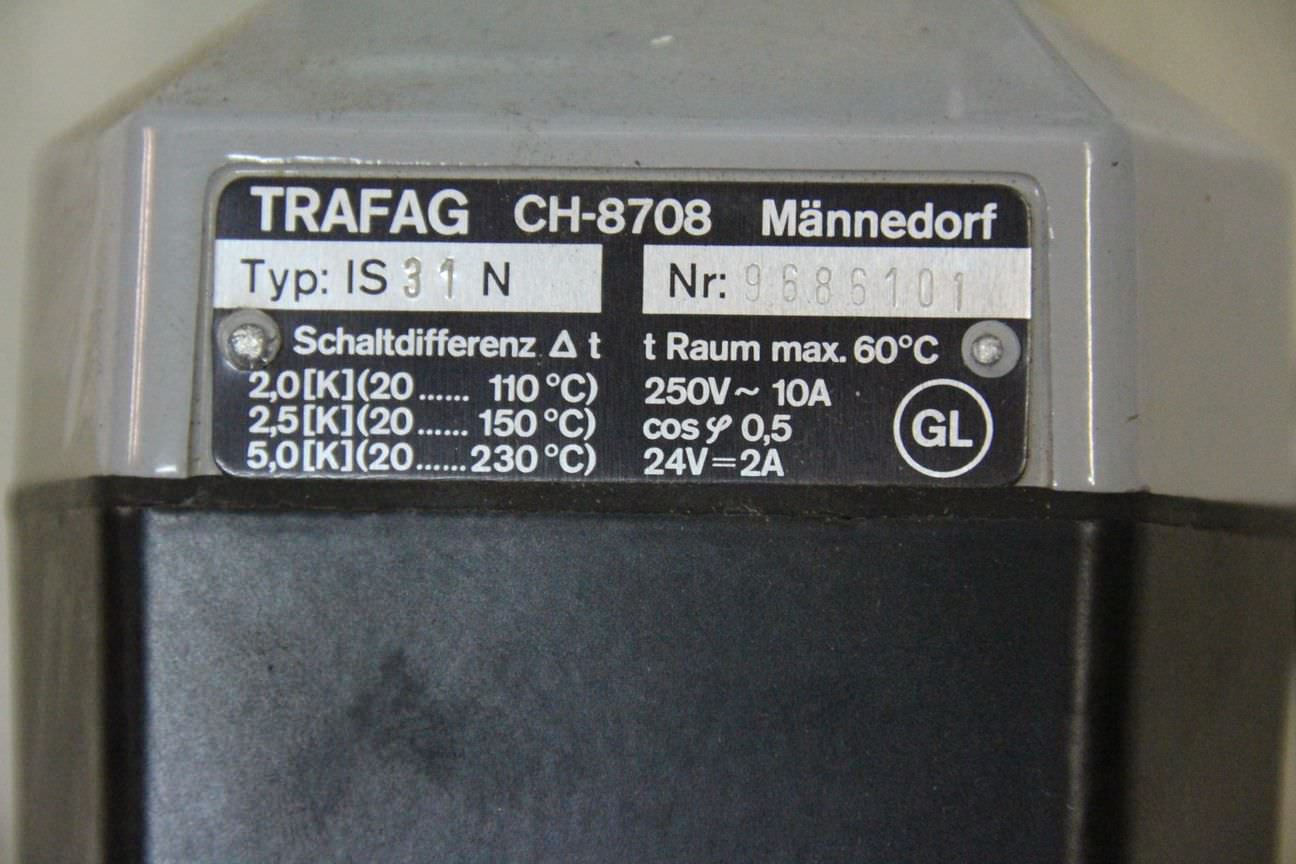 TRAFAG CH-8708 Männedorf
Typ: IS 31 N Nr: 9686101
Schaltdifferenz Δ t
2,0[K](20 ...... 110 °C)
2,5[K](20 ...... 150 °C)
5,0[K](20 ...... 230 °C)
t Raum max. 60°C
250V~ 10A
cos φ 0,5
24V=2A
GL